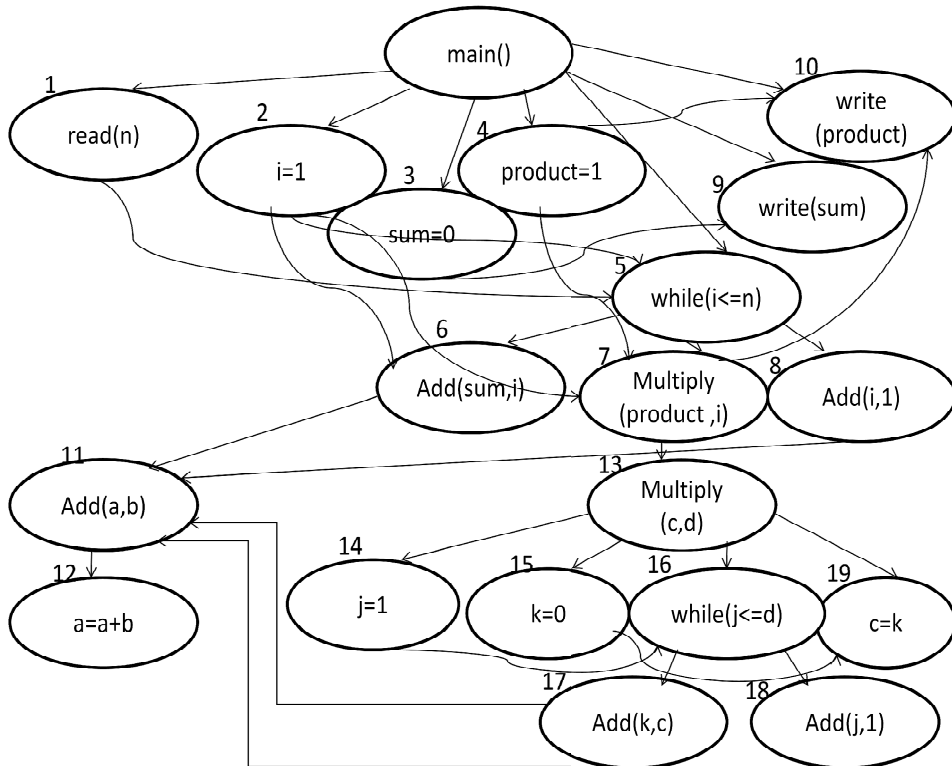 main()
1
read(n)
2
i=1
3
sum=0
4
product=1
10
write
(product)
9
write(sum)
5
while(i<=n)
6
Add(sum,i)
7
Multiply
(product ,i)
8
Add(i,1)
11
Add(a,b)
12
a=a+b
13
Multiply
(c,d)
14
j=1
15
k=0
16
while(j<=d)
19
c=k
17
Add(k,c)
18
Add(j,1)